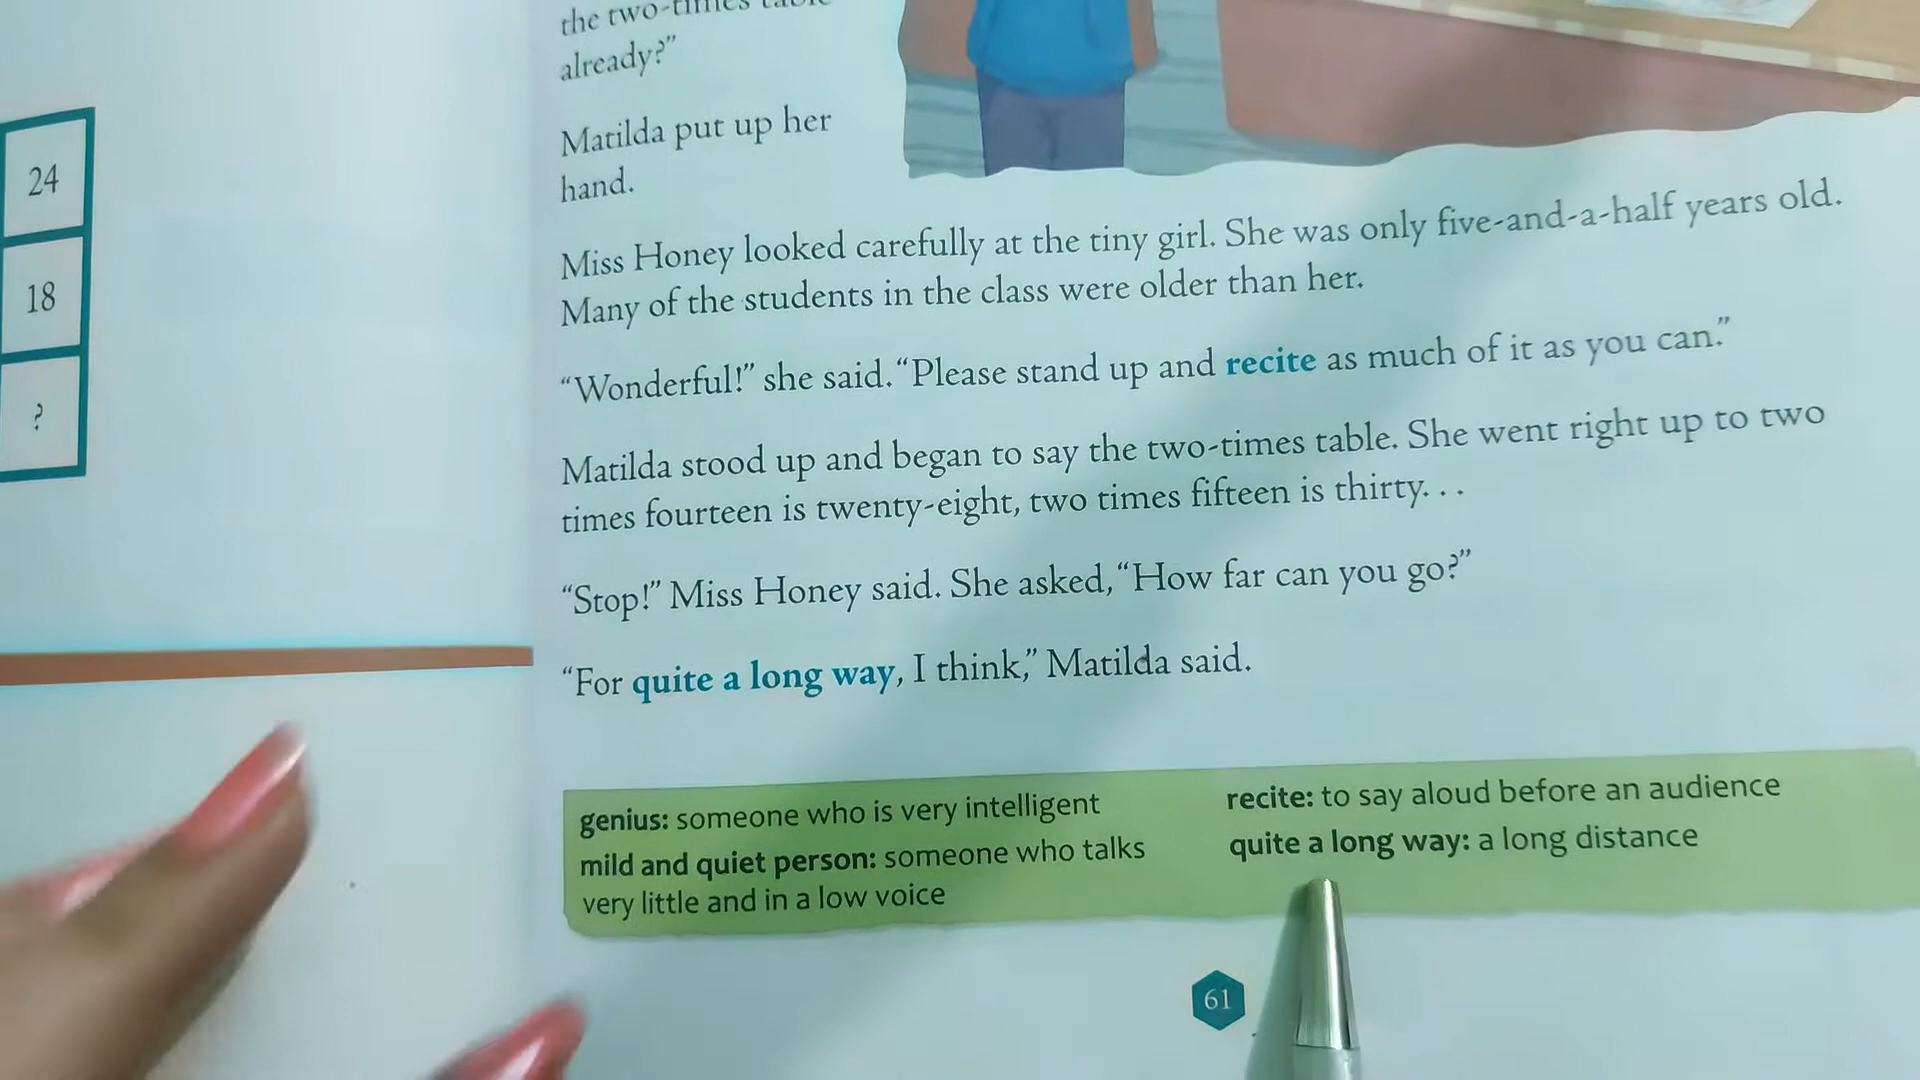 24
18
?
the two-times table
already?”
Matilda put up her
hand.
Miss Honey looked carefully at the tiny girl. She was only five-and-a-half years old.
Many of the students in the class were older than her.
“Wonderful!” she said. “Please stand up and recite as much of it as you can.”
Matilda stood up and began to say the two-times table. She went right up to two
times fourteen is twenty-eight, two times fifteen is thirty. . .
“Stop!” Miss Honey said. She asked, “How far can you go?”
“For quite a long way, I think,” Matilda said.
genius: someone who is very intelligent
mild and quiet person: someone who talks
very little and in a low voice
recite: to say aloud before an audience
quite a long way: a long distance
61